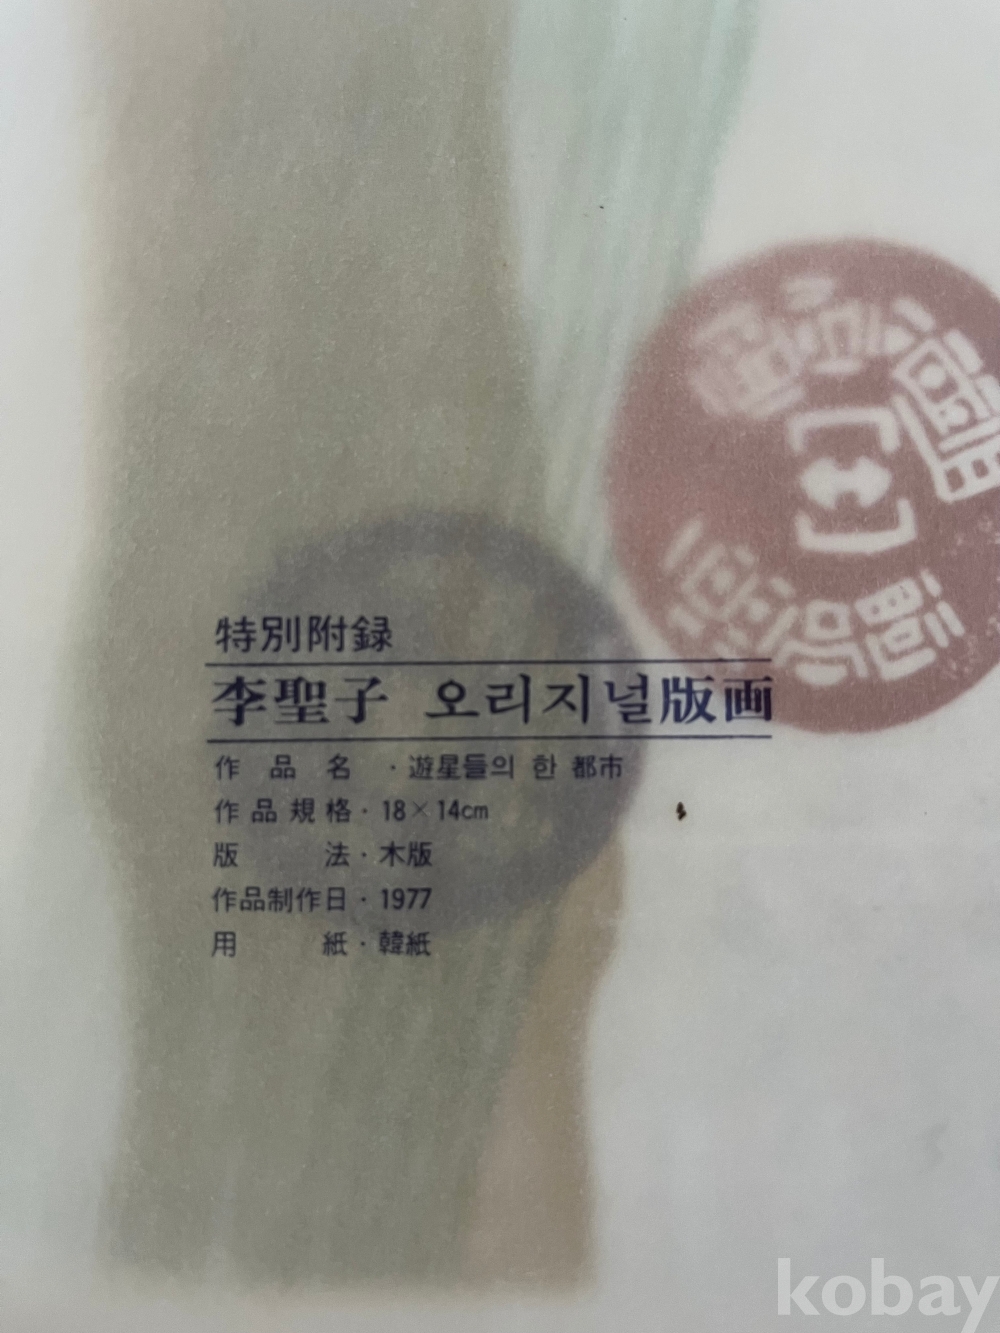 特別附録
李聖子 오리지널版画
作品名・遊星들의 한 都市
作品規格・18×14cm
版法・木版
作品制作日・1977
用紙・韓紙
kobay